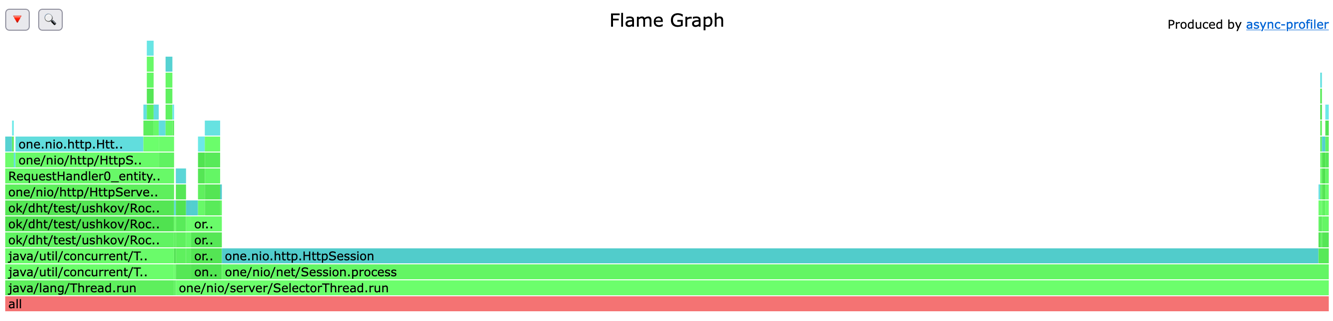 Flame Graph
Produced by async-profiler
one.nio.http.Htt..
one/nio/http/HttpS..
RequestHandler0_entity..
one/nio/http/HttpServe..
ok/dht/test/ushkov/Roc..
ok/dht/test/ushkov/Roc.. or..
ok/dht/test/ushkov/Roc.. or..
java/util/concurrent/T.. or.. one.nio.http.HttpSession
java/util/concurrent/T.. on.. one/nio/net/Session.process
java/lang/Thread.run one/nio/server/SelectorThread.run
all